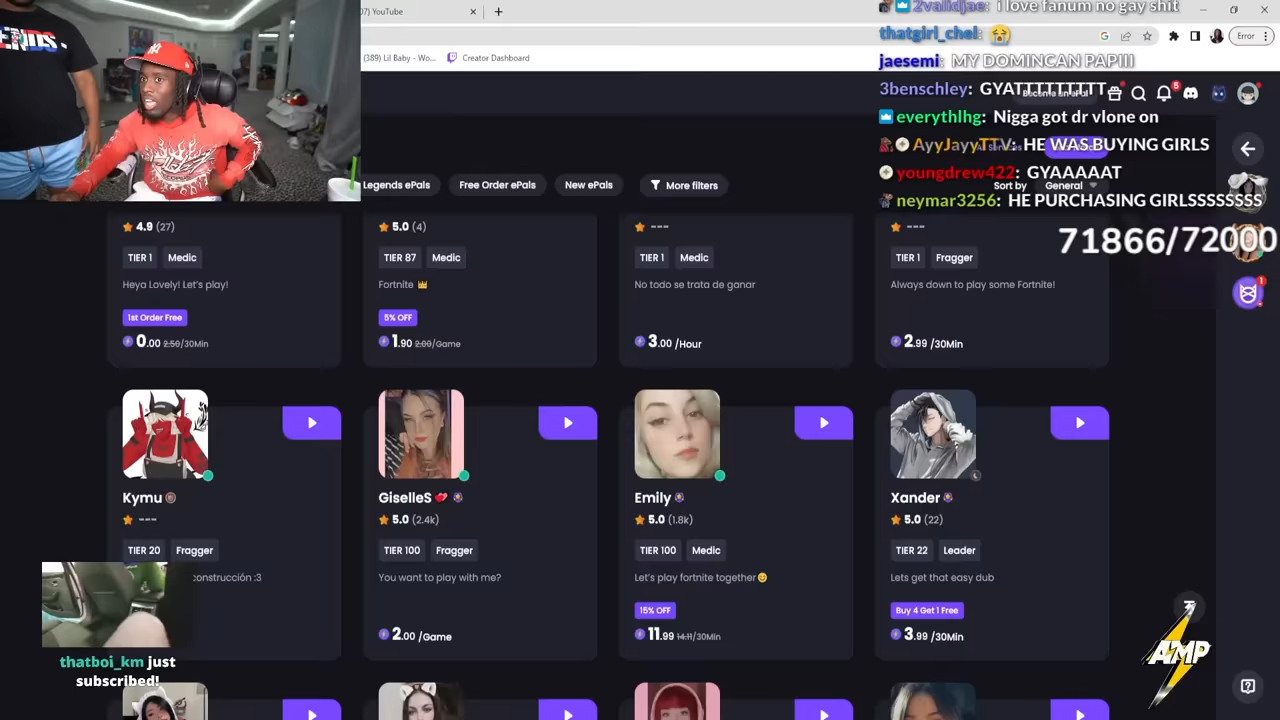 ENDS.
07) YouTube
(389) Lil Baby - Wo...
Creator Dashboard
Error
2validjae: i love fanum no gay shit
thatgirl_chel: 😭
jaesemi: MY DOMINCAN PAPIII
3benschley: GYATTTTTTTTTT
everythlhg: Nigga got dr vlone on
AyyJayyTTV: HE WAS BUYING GIRLS
youngdrew422: GYAAAAAT
neymar3256: HE PURCHASING GIRLSSSSSSSS
71866/72000
Legends ePals
Free Order ePals
New ePals
More filters
Sort by
General
4.9 (27)
5.0 (4)
---
---
TIER 1
Medic
TIER 87
Medic
TIER 1
Medic
TIER 1
Fragger
Heya Lovely! Let's play!
Fortnite 👑
No todo se trata de ganar
Always down to play some Fortnite!
1st Order Free
5% OFF
0.00 2.50/30Min
1.90 2.00/Game
3.00 /Hour
2.99 /30Min
Kymu
GiselleS
Emily
Xander
---
5.0 (2.4k)
5.0 (1.8k)
5.0 (22)
TIER 20
Fragger
TIER 100
Fragger
TIER 100
Medic
TIER 22
Leader
construcción :3
You want to play with me?
Let's play fortnite together😊
Lets get that easy dub
15% OFF
Buy 4 Get 1 Free
2.00 /Game
11.99 14.11/30Min
3.99 /30Min
thatboi_km just
subscribed!
AMP